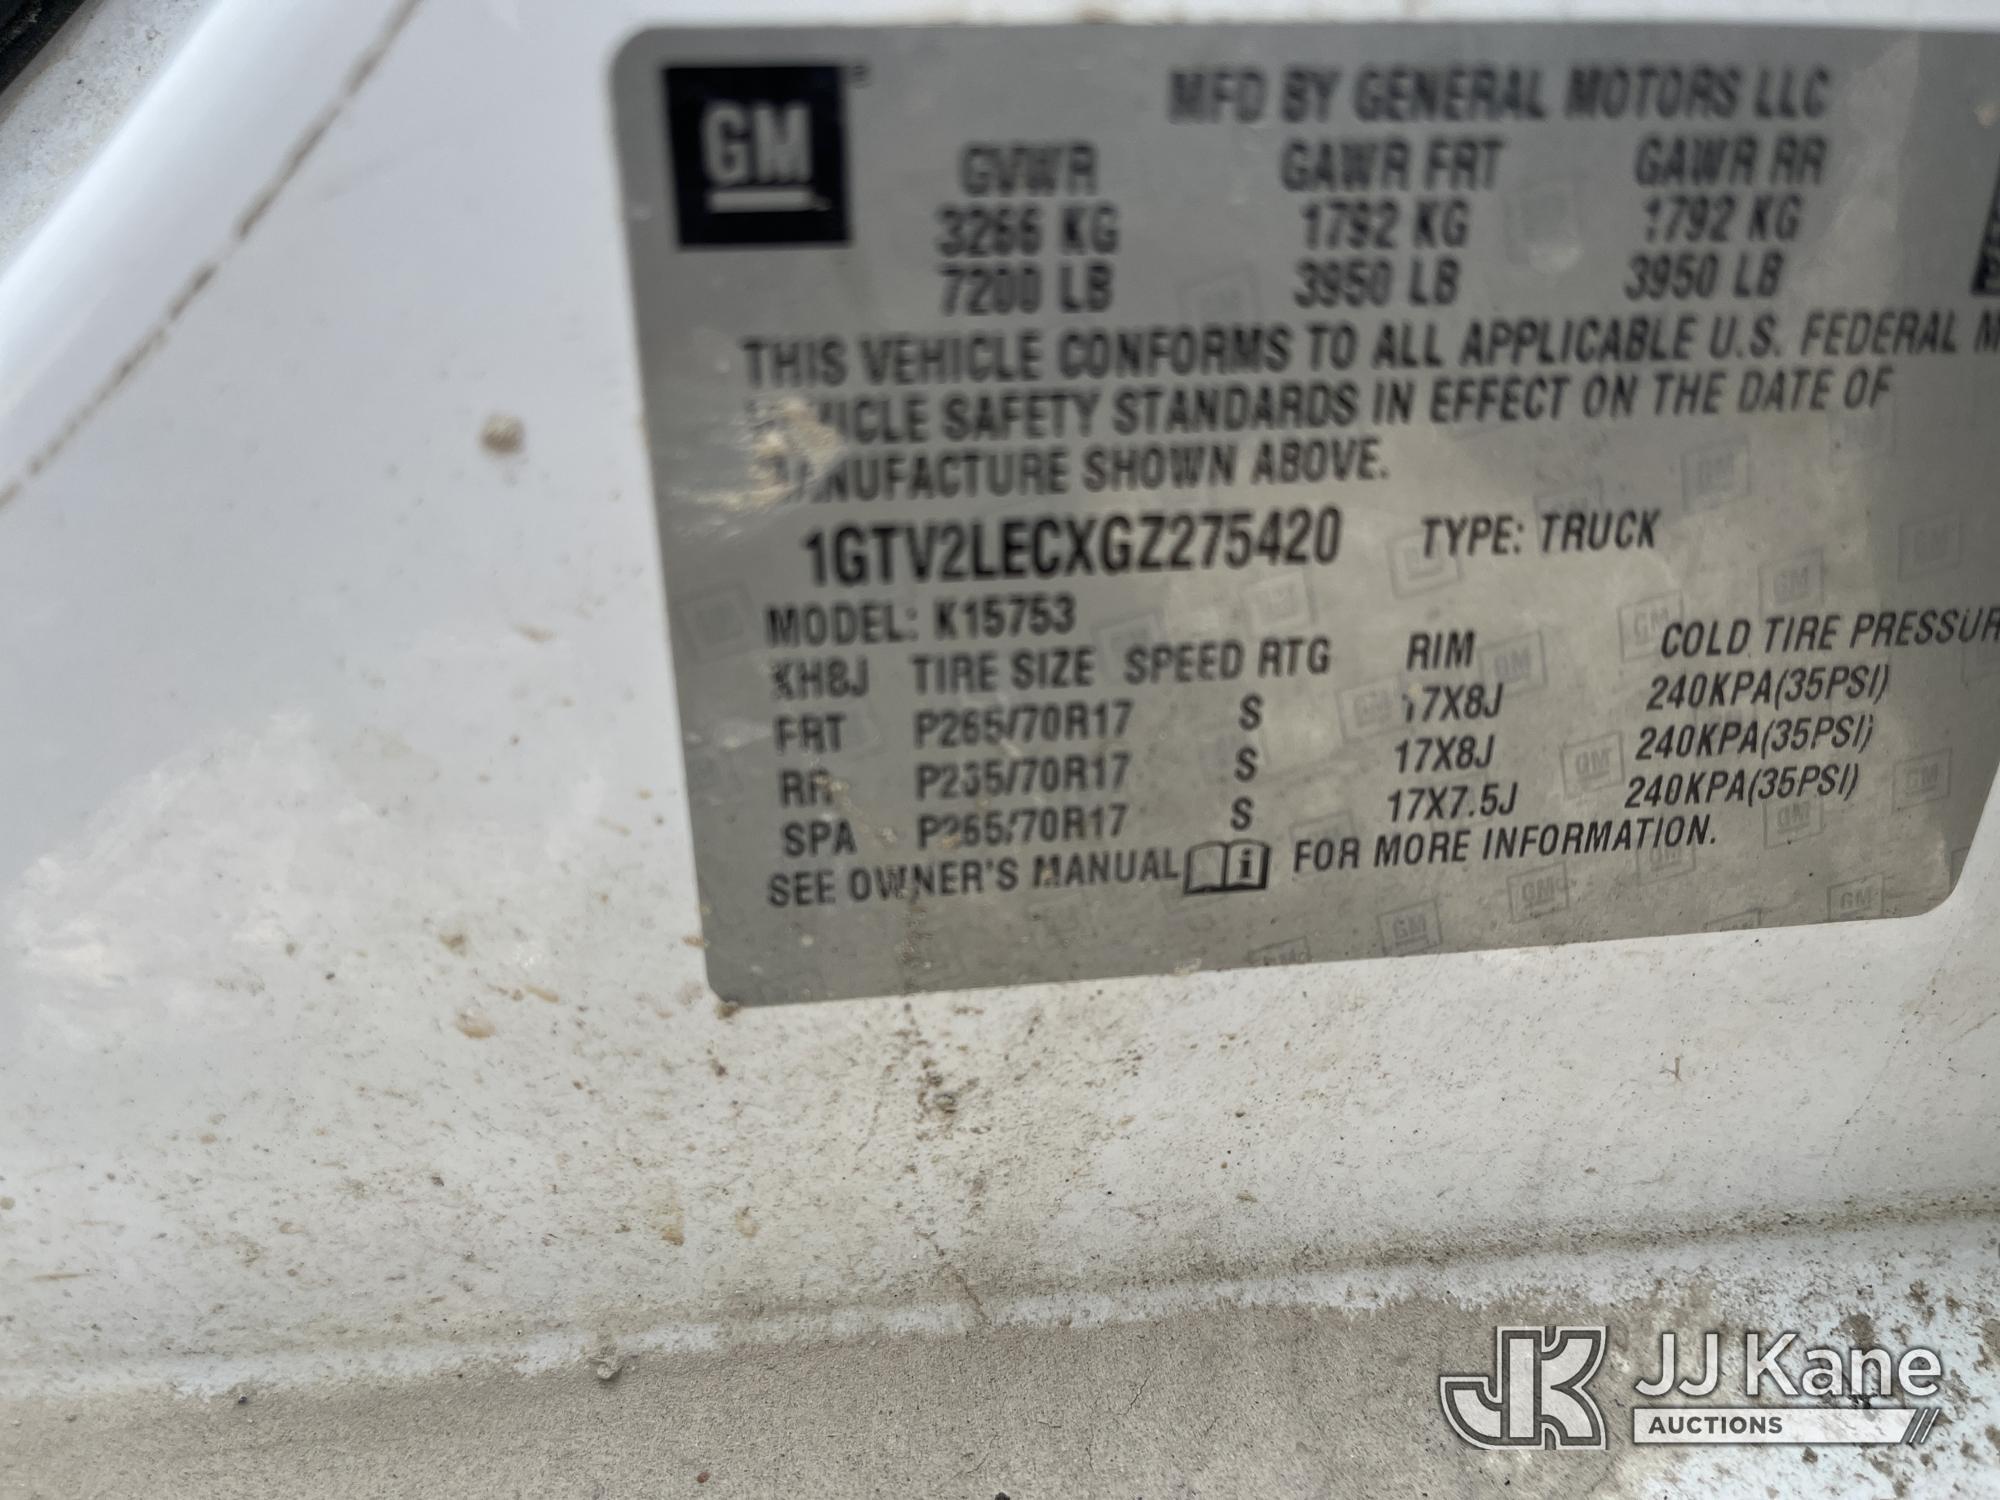 GM
MFD BY GENERAL MOTORS LLC
GVWR GAWR FRT GAWR RR
3266 KG 1792 KG 1792 KG
7200 LB 3950 LB 3950 LB
THIS VEHICLE CONFORMS TO ALL APPLICABLE U.S. FEDERAL M
VEHICLE SAFETY STANDARDS IN EFFECT ON THE DATE OF
MANUFACTURE SHOWN ABOVE.
1GTV2LECXGZ275420 TYPE: TRUCK
MODEL: K15753
KH8J TIRE SIZE SPEED RTG RIM COLD TIRE PRESSUR
FRT P265/70R17 S 17X8J 240KPA(35PSI)
RR P265/70R17 S 17X8J 240KPA(35PSI)
SPA P265/70R17 S 17X7.5J 240KPA(35PSI)
SEE OWNER'S MANUAL i FOR MORE INFORMATION.
JK JJ Kane
AUCTIONS